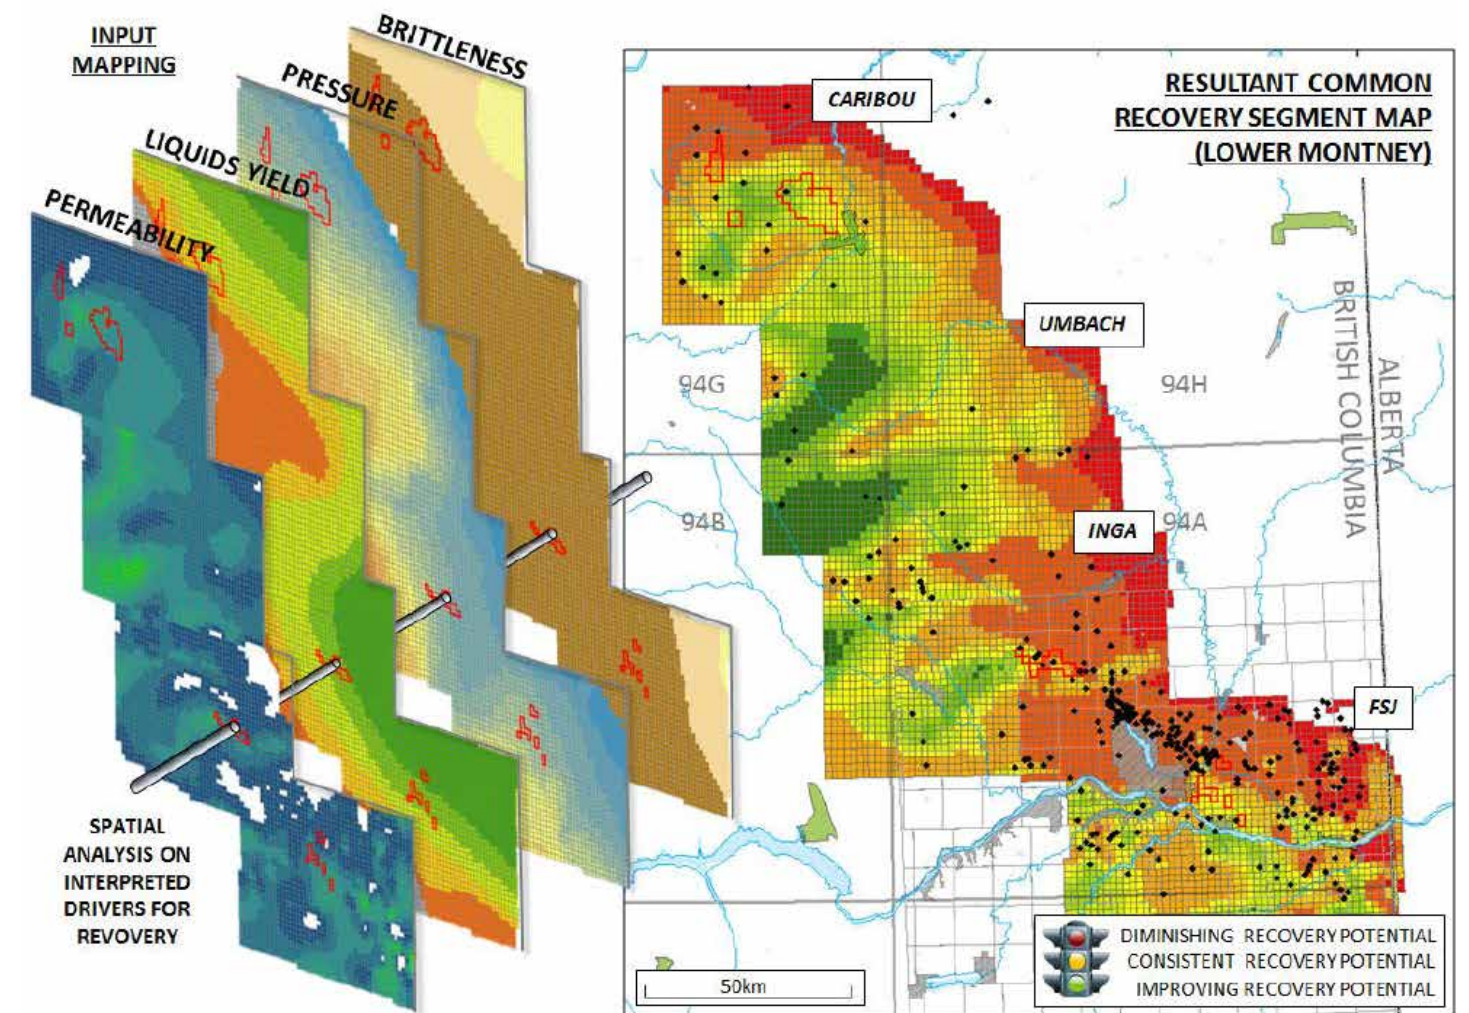 INPUT
MAPPING
BRITTLENESS
PRESSURE
LIQUIDS YIELD
PERMEABILITY
SPATIAL
ANALYSIS ON
INTERPRETED
DRIVERS FOR
REVOVERY
RESULTANT COMMON
RECOVERY SEGMENT MAP
(LOWER MONTNEY)
CARIBOU
UMBACH
94G
94H
BRITISH COLUMBIA
ALBERTA
94B
INGA
94A
FSJ
50km
DIMINISHING RECOVERY POTENTIAL
CONSISTENT RECOVERY POTENTIAL
IMPROVING RECOVERY POTENTIAL